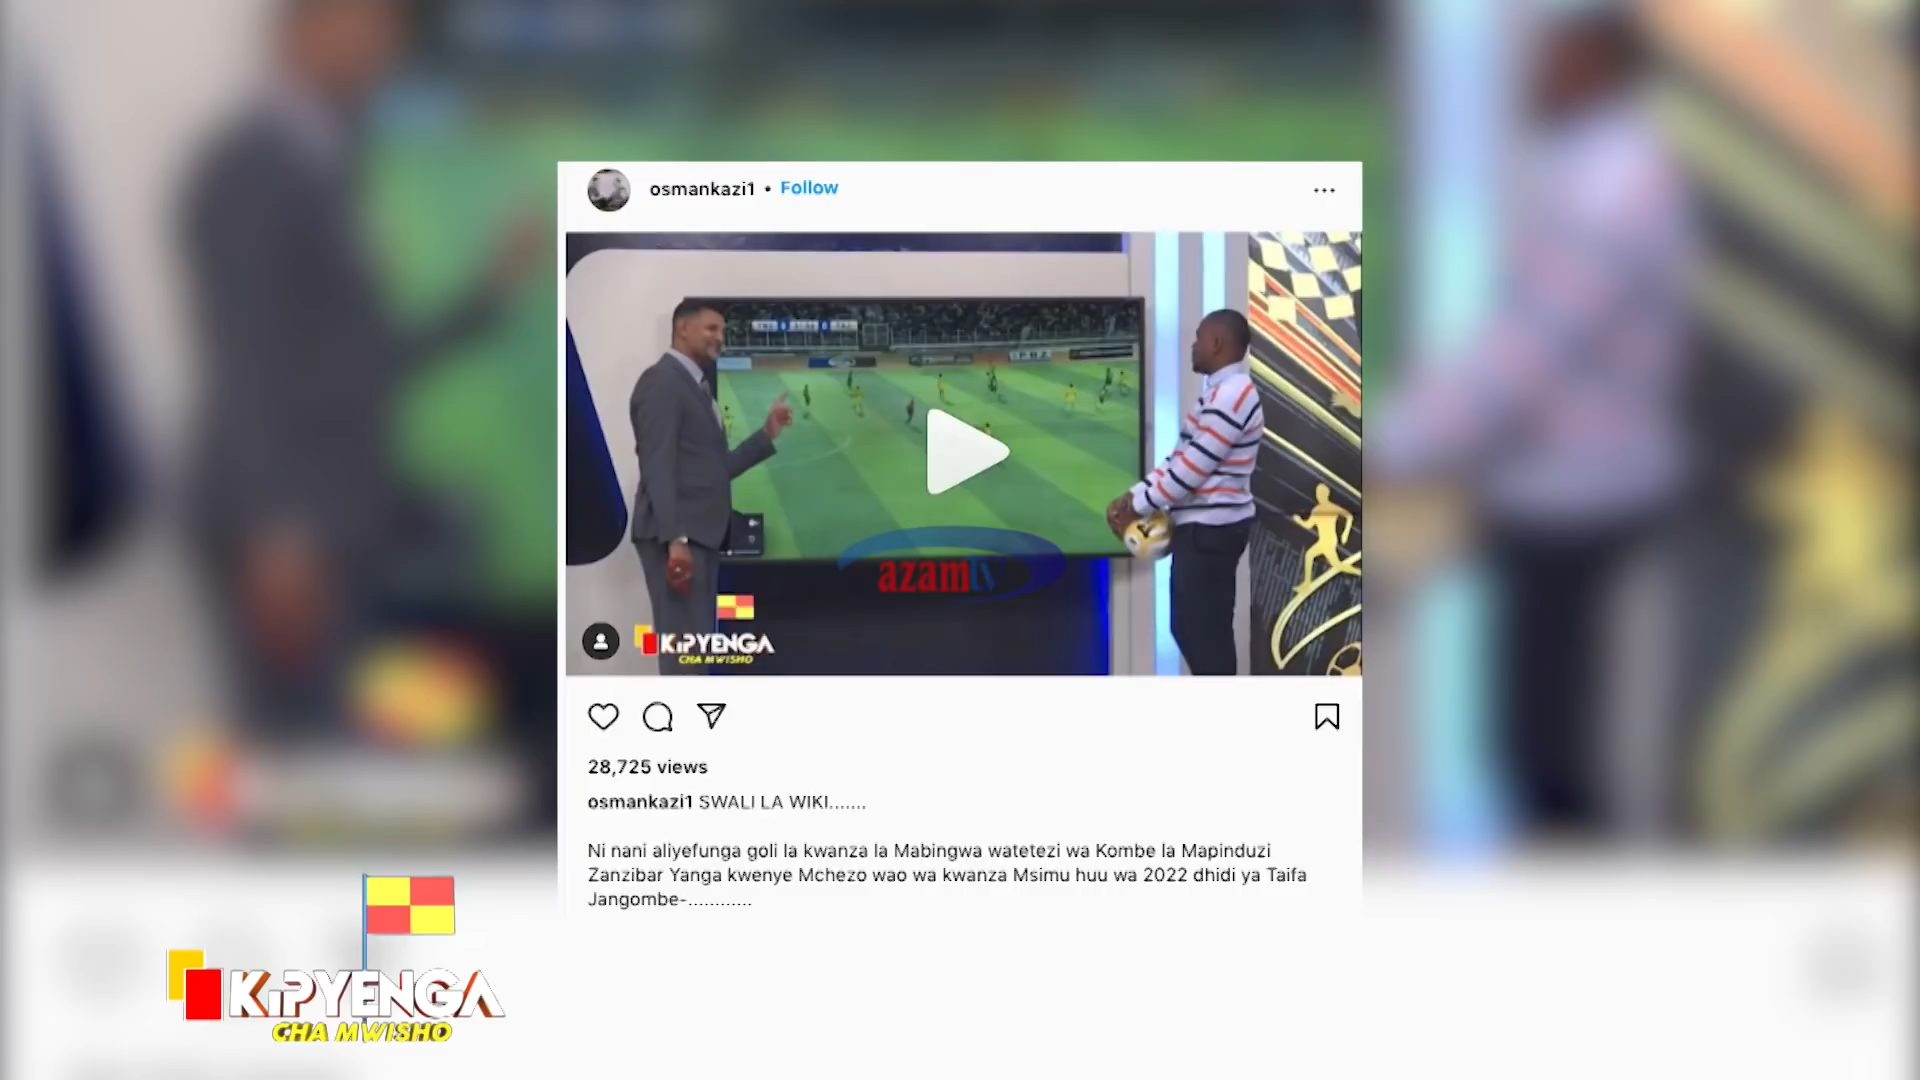 osmankazi1 • Follow
azamtv
KIPYENGA
CHA MWISHO
28,725 views
osmankazi1 SWALI LA WIKI.......
Ni nani aliyefunga goli la kwanza la Mabingwa watetezi wa Kombe la Mapinduzi
Zanzibar Yanga kwenye Mchezo wao wa kwanza Msimu huu wa 2022 dhidi ya Taifa
Jangombe-............
KIPYENGA
CHA MWISHO